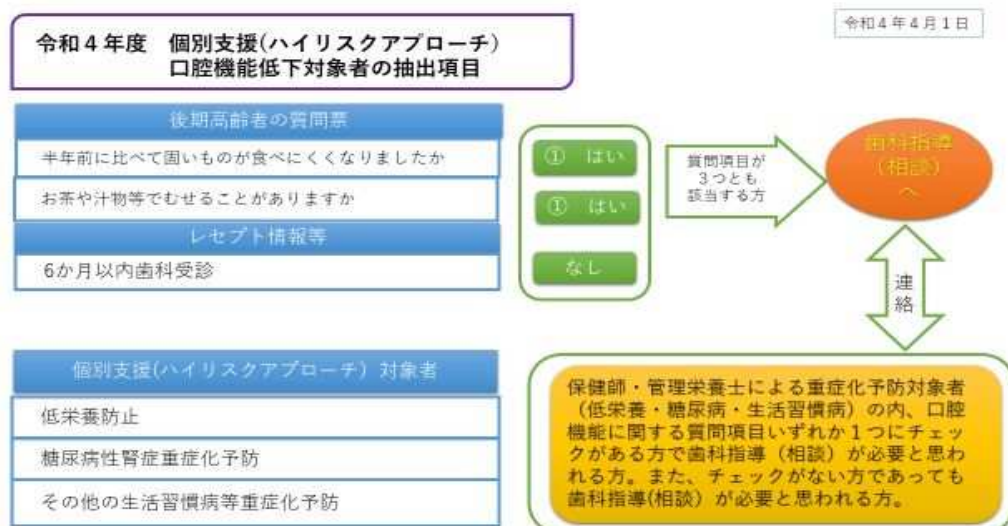 令和4年4月1日
令和4年度　個別支援(ハイリスクアプローチ)
口腔機能低下対象者の抽出項目
後期高齢者の質問票
半年前に比べて固いものが食べにくくなりましたか
① はい
お茶や汁物等でむせることがありますか
① はい
レセプト情報等
6か月以内歯科受診
なし
質問項目が
3つとも
該当する方
歯科指導
(相談)
へ
連
絡
個別支援(ハイリスクアプローチ) 対象者
低栄養防止
糖尿病性腎症重症化予防
その他の生活習慣病等重症化予防
保健師・管理栄養士による重症化予防対象者
(低栄養・糖尿病・生活習慣病)の内、口腔
機能に関する質問項目いずれか1つにチェッ
クがある方で歯科指導(相談)が必要と思わ
れる方。また、チェックがない方であっても
歯科指導(相談)が必要と思われる方。